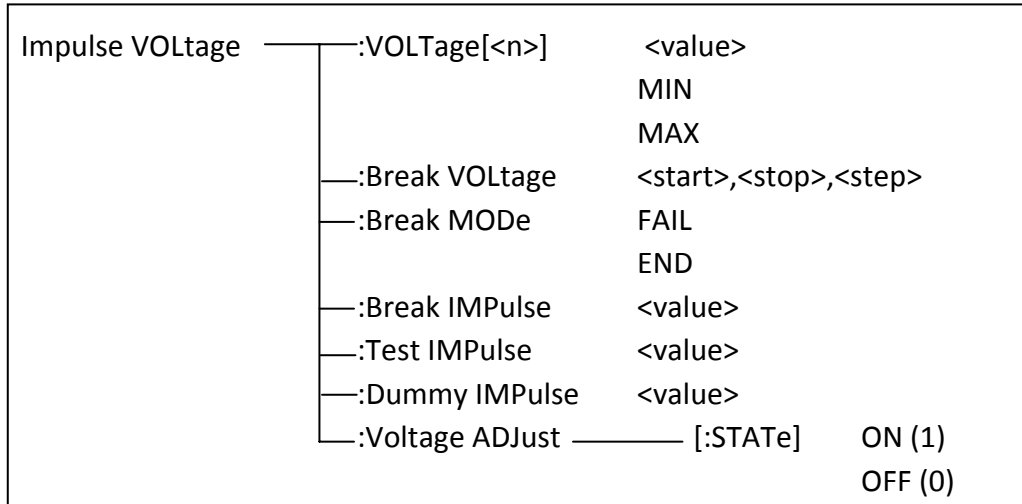 Impulse VOLtage :VOLTage[<n>] <value>
MIN
MAX
:Break VOLtage <start>,<stop>,<step>
:Break MODe FAIL
END
:Break IMPulse <value>
:Test IMPulse <value>
:Dummy IMPulse <value>
:Voltage ADJust [:STATe] ON (1)
OFF (0)